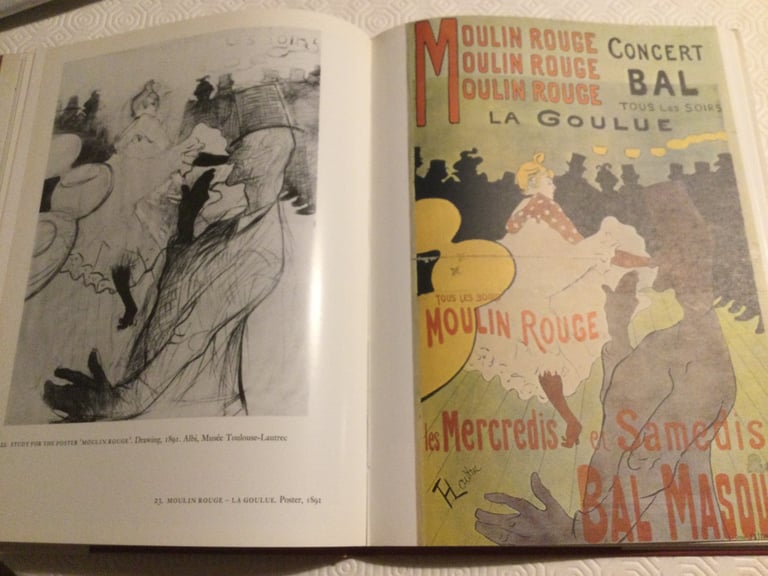 LES SOIRS
22. STUDY FOR THE POSTER 'MOULIN ROUGE'. Drawing, 1891. Albi, Musée Toulouse-Lautrec
23. MOULIN ROUGE – LA GOULUE. Poster, 1891
MOULIN ROUGE
MOULIN ROUGE
MOULIN ROUGE
CONCERT
BAL
TOUS LES SOIRS
LA GOULUE
TOUS LES SOIRS
MOULIN ROUGE
les Mercredis et Samedis
BAL MASQU
HTLautrec